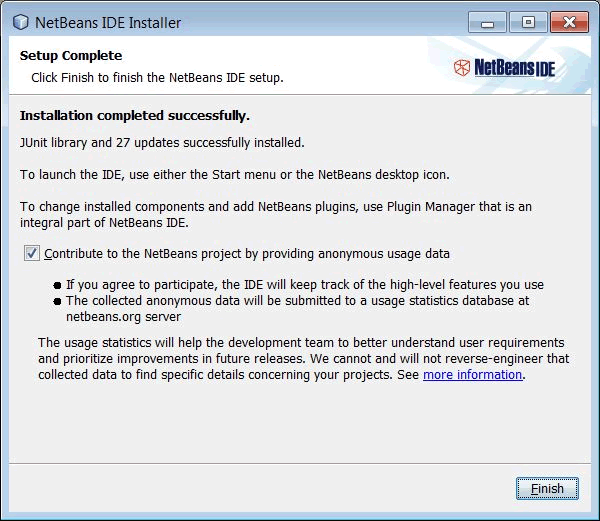 NetBeans IDE Installer
Setup Complete
Click Finish to finish the NetBeans IDE setup.
NetBeans IDE
Installation completed successfully.
JUnit library and 27 updates successfully installed.
To launch the IDE, use either the Start menu or the NetBeans desktop icon.
To change installed components and add NetBeans plugins, use Plugin Manager that is an
integral part of NetBeans IDE.
Contribute to the NetBeans project by providing anonymous usage data
● If you agree to participate, the IDE will keep track of the high-level features you use
● The collected anonymous data will be submitted to a usage statistics database at
netbeans.org server
The usage statistics will help the development team to better understand user requirements
and prioritize improvements in future releases. We cannot and will not reverse-engineer that
collected data to find specific details concerning your projects. See more information.
Finish